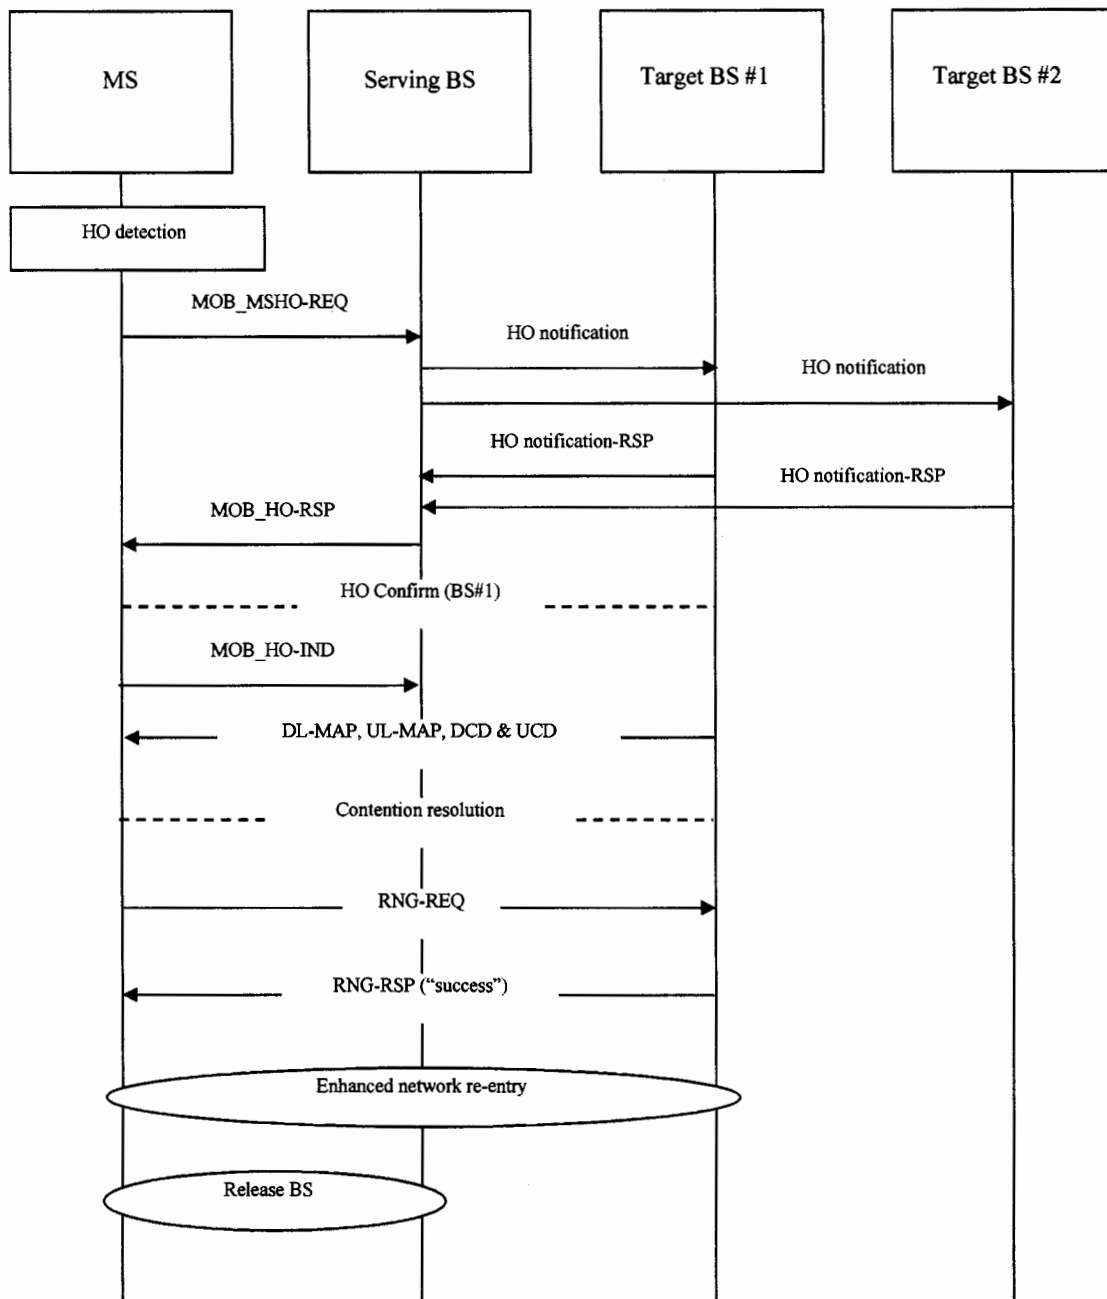 MS
Serving BS
Target BS #1
Target BS #2
HO detection
MOB_MSHO-REQ
HO notification
HO notification
HO notification-RSP
HO notification-RSP
MOB_HO-RSP
HO Confirm (BS#1)
MOB_HO-IND
DL-MAP, UL-MAP, DCD & UCD
Contention resolution
RNG-REQ
RNG-RSP (“success”)
Enhanced network re-entry
Release BS